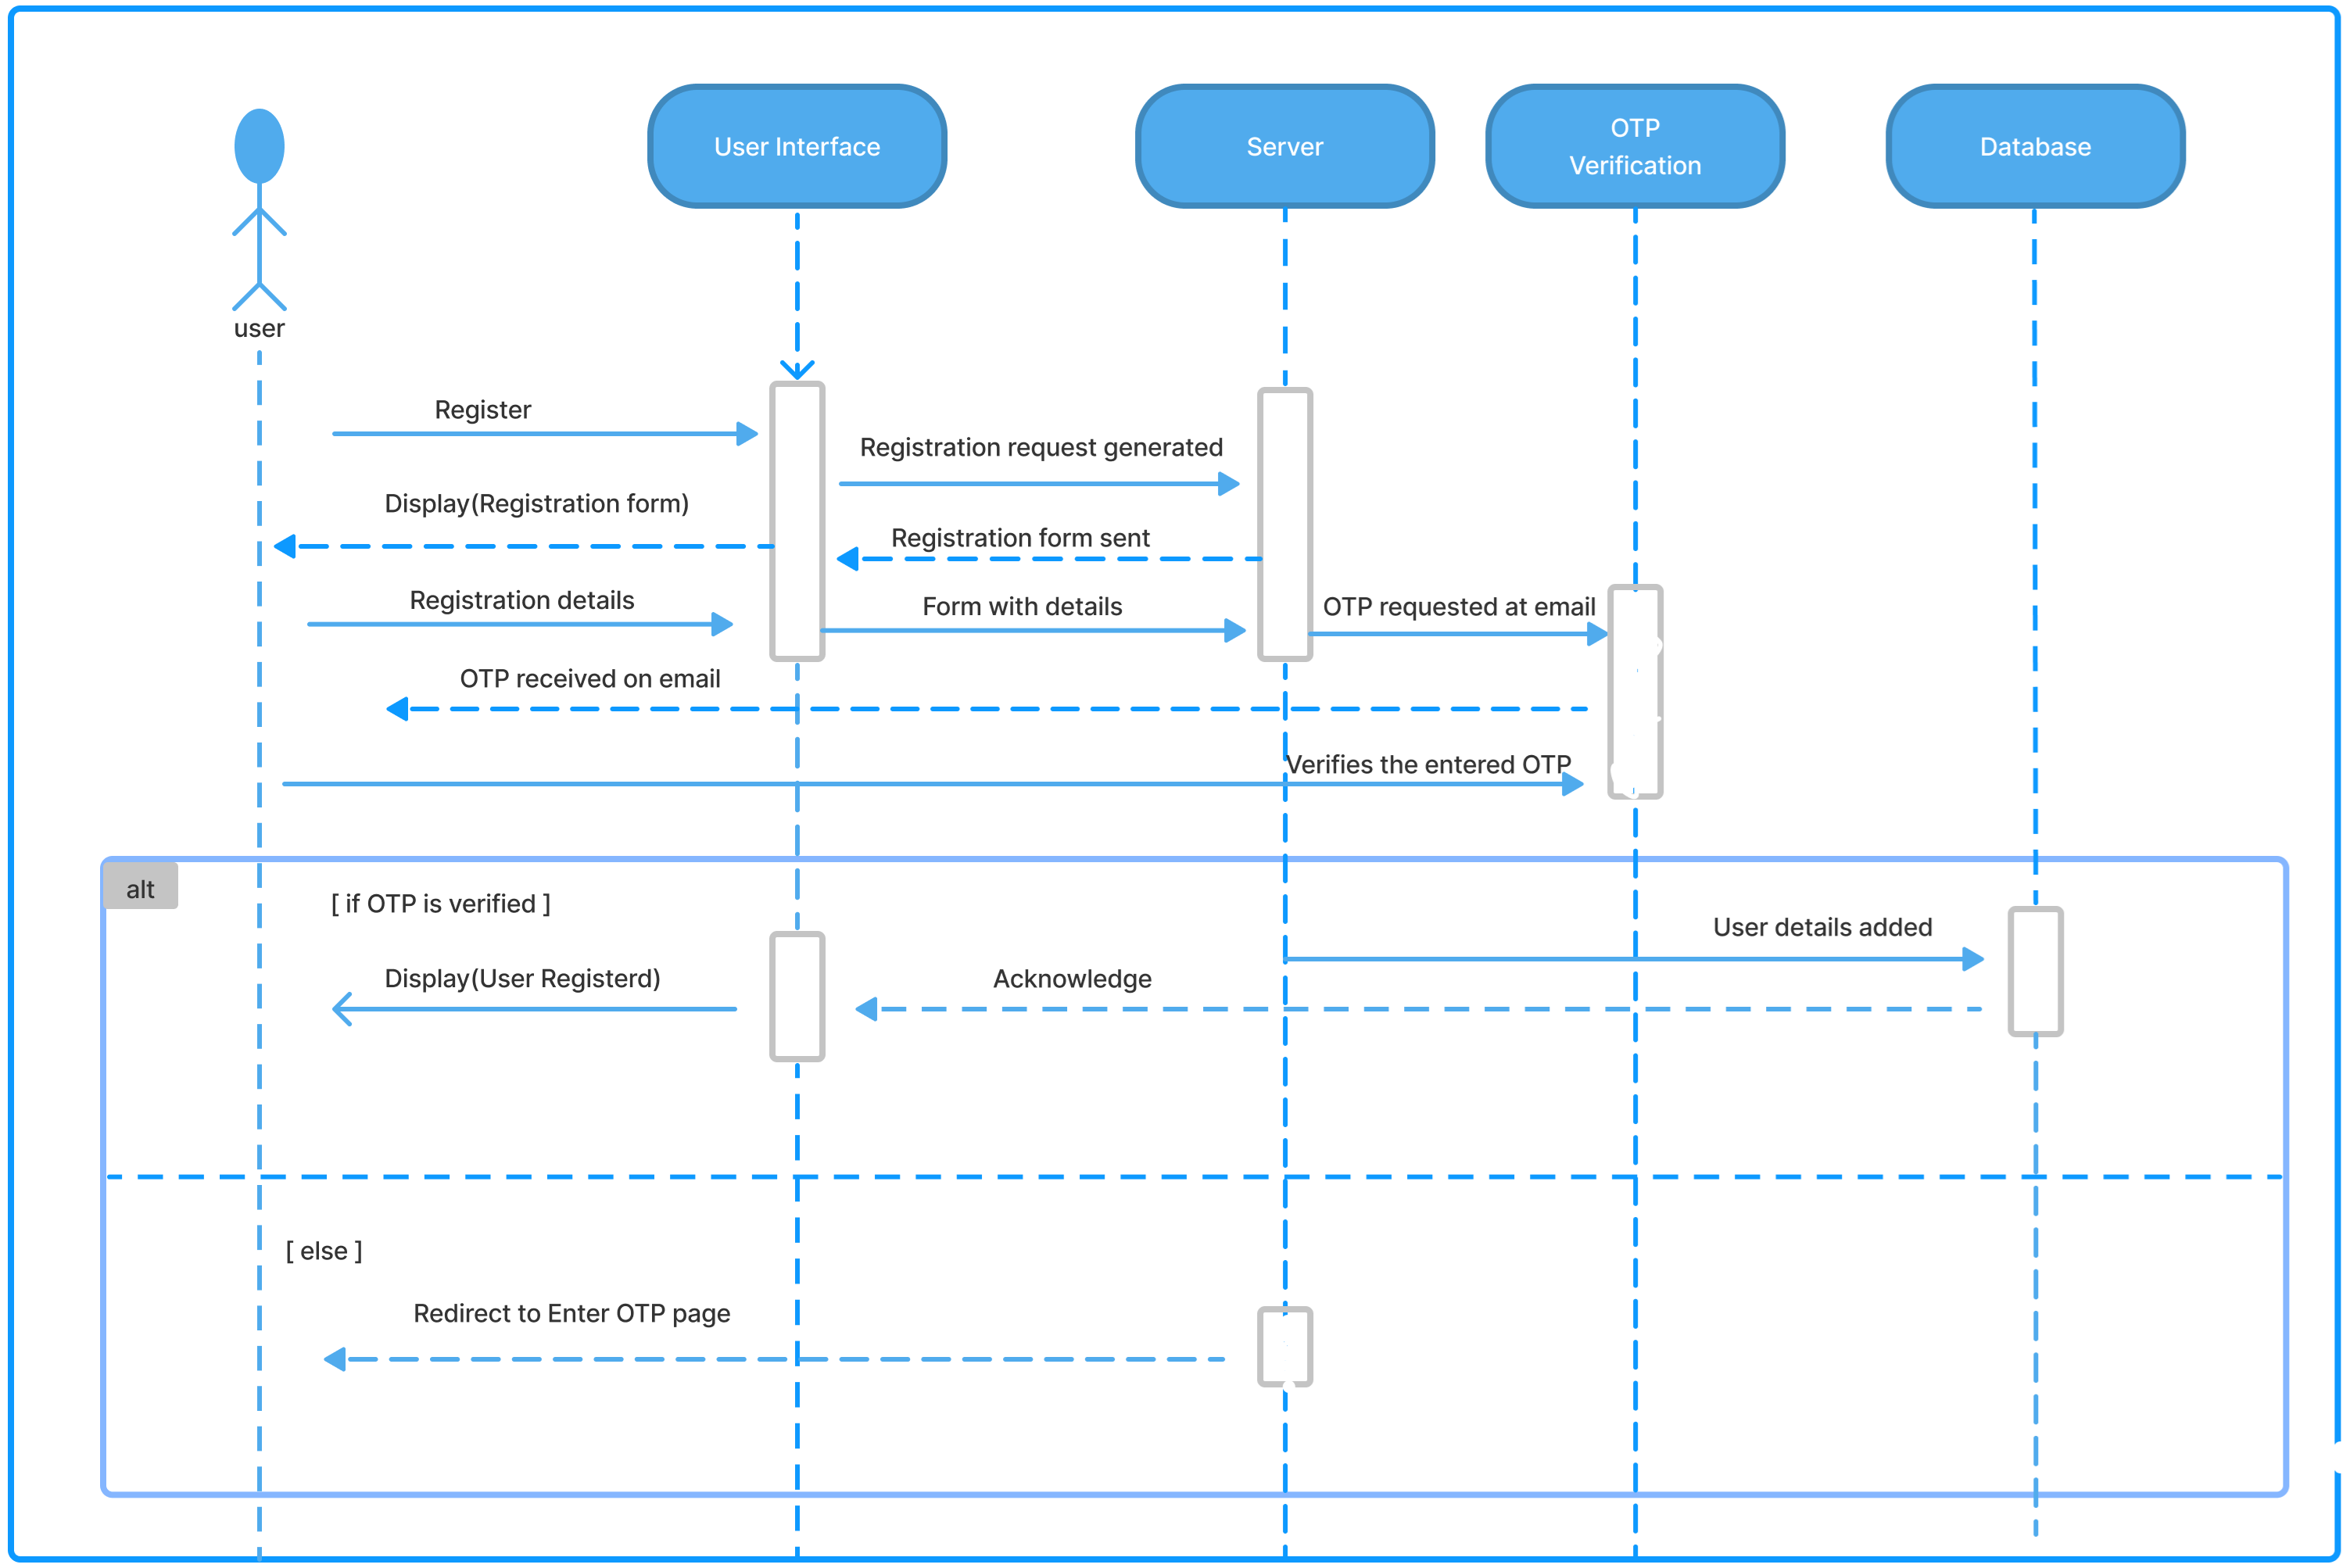 User Interface
Server
OTP
Verification
Database
user
Register
Registration request generated
Display(Registration form)
Registration form sent
Registration details
Form with details
OTP requested at email
OTP received on email
Verifies the entered OTP
alt
[ if OTP is verified ]
User details added
Display(User Registerd)
Acknowledge
[ else ]
Redirect to Enter OTP page